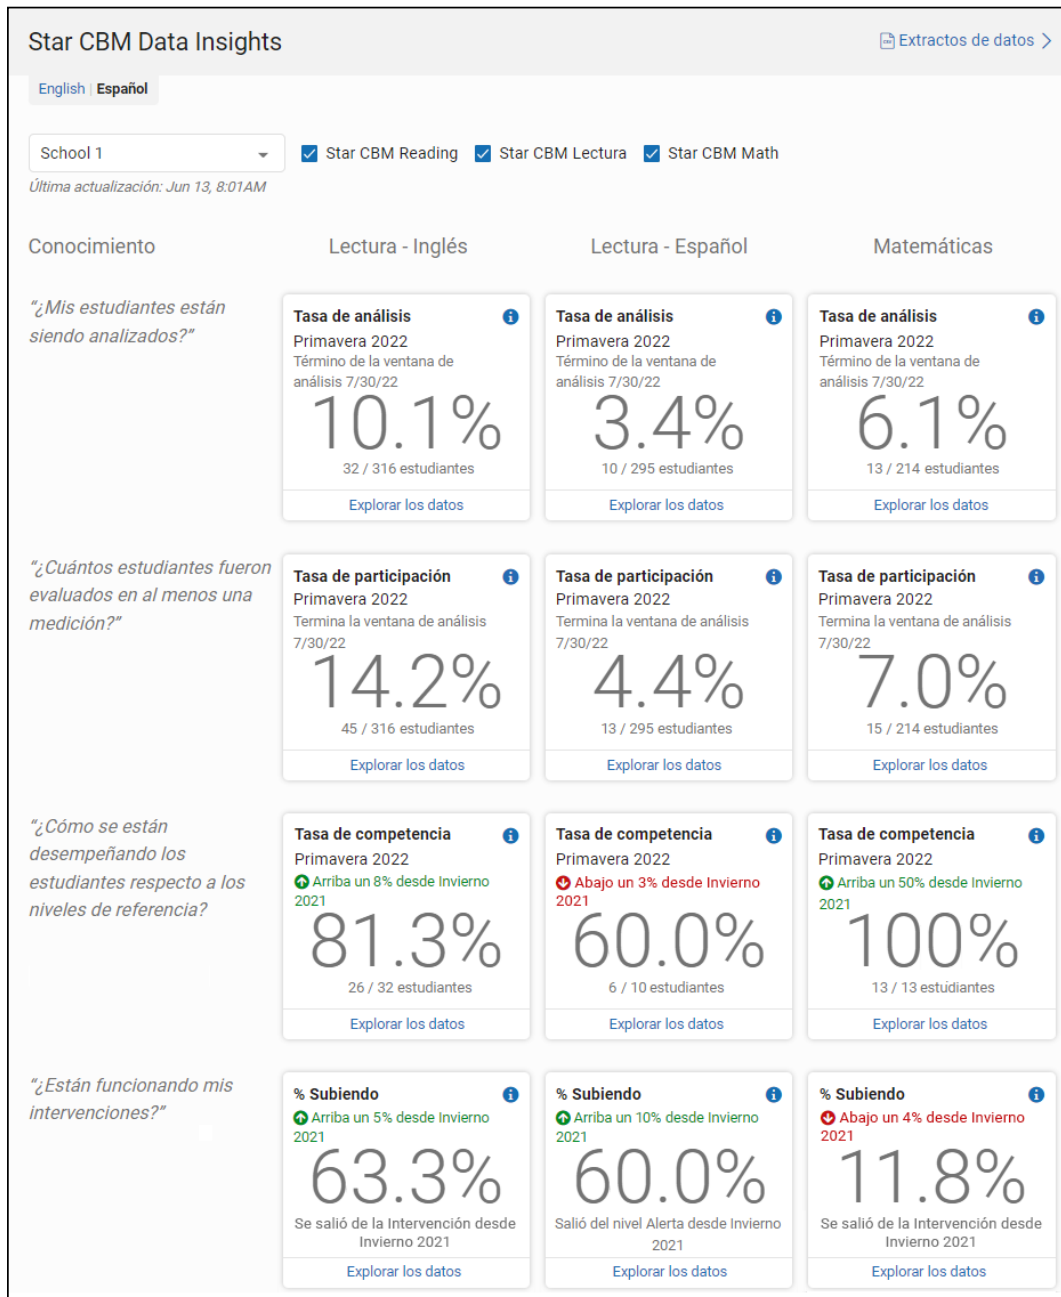 Star CBM Data Insights
Extractos de datos
English | Español
School 1
Star CBM Reading
Star CBM Lectura
Star CBM Math
Última actualización: Jun 13, 8:01AM
Conocimiento
Lectura - Inglés
Lectura - Español
Matemáticas
“¿Mis estudiantes están
siendo analizados?”
Tasa de análisis
Primavera 2022
Término de la ventana de
análisis 7/30/22
10.1%
32 / 316 estudiantes
Explorar los datos
Tasa de análisis
Primavera 2022
Término de la ventana de
análisis 7/30/22
3.4%
10 / 295 estudiantes
Explorar los datos
Tasa de análisis
Primavera 2022
Término de la ventana de
análisis 7/30/22
6.1%
13 / 214 estudiantes
Explorar los datos
“¿Cuántos estudiantes fueron
evaluados en al menos una
medición?”
Tasa de participación
Primavera 2022
Termina la ventana de análisis
7/30/22
14.2%
45 / 316 estudiantes
Explorar los datos
Tasa de participación
Primavera 2022
Termina la ventana de análisis
7/30/22
4.4%
13 / 295 estudiantes
Explorar los datos
Tasa de participación
Primavera 2022
Termina la ventana de análisis
7/30/22
7.0%
15 / 214 estudiantes
Explorar los datos
“¿Cómo se están
desempeñando los
estudiantes respecto a los
niveles de referencia?
Tasa de competencia
Primavera 2022
Arriba un 8% desde Invierno
2021
81.3%
26 / 32 estudiantes
Explorar los datos
Tasa de competencia
Primavera 2022
Abajo un 3% desde Invierno
2021
60.0%
6 / 10 estudiantes
Explorar los datos
Tasa de competencia
Primavera 2022
Arriba un 50% desde Invierno
2021
100%
13 / 13 estudiantes
Explorar los datos
“¿Están funcionando mis
intervenciones?”
% Subiendo
Arriba un 5% desde Invierno
2021
63.3%
Se salió de la Intervención desde
Invierno 2021
Explorar los datos
% Subiendo
Arriba un 10% desde Invierno
2021
60.0%
Salió del nivel Alerta desde Invierno
2021
Explorar los datos
% Subiendo
Abajo un 4% desde Invierno
2021
11.8%
Se salió de la Intervención desde
Invierno 2021
Explorar los datos